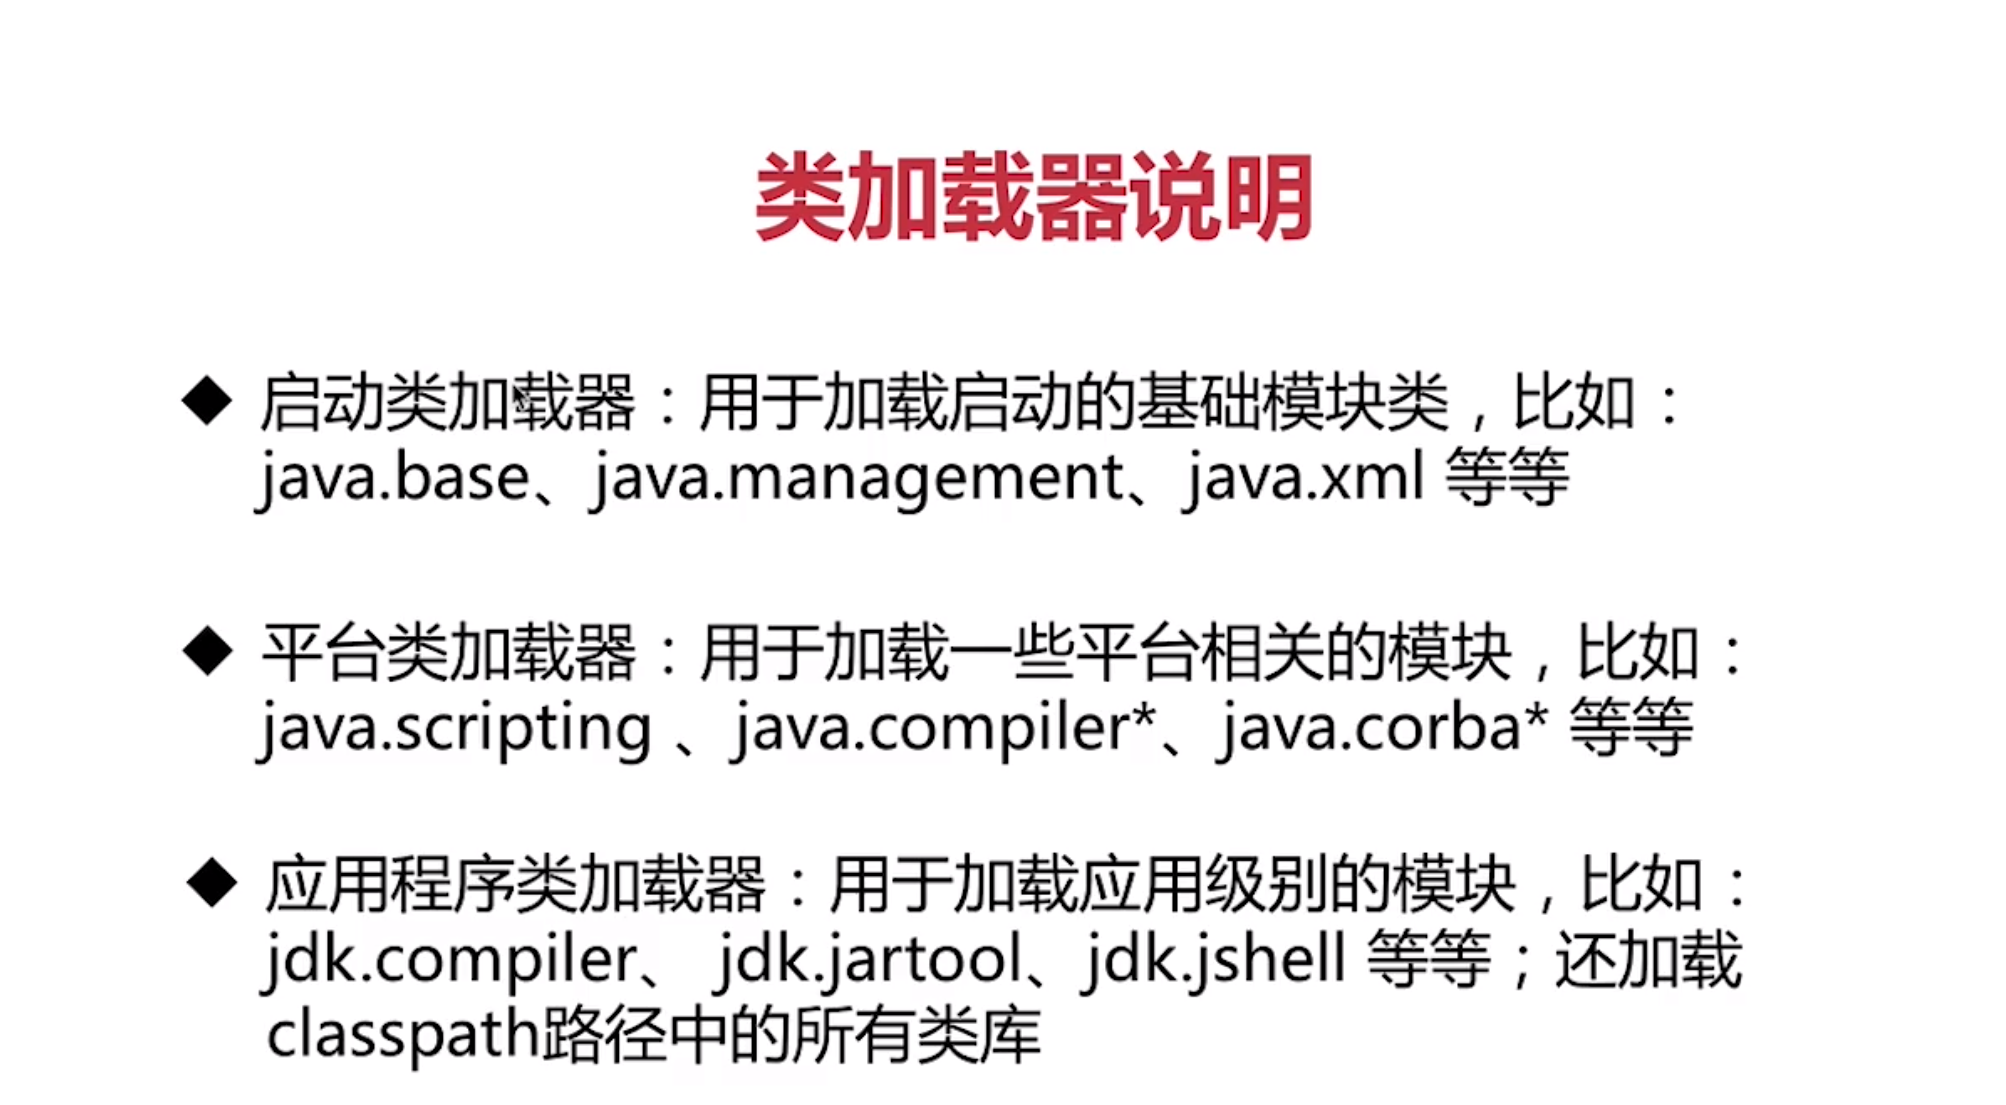 类加载器说明
◆ 启动类加载器：用于加载启动的基础模块类，比如：
java.base、java.management、java.xml 等等
◆ 平台类加载器：用于加载一些平台相关的模块，比如：
java.scripting 、java.compiler*、java.corba* 等等
◆ 应用程序类加载器：用于加载应用级别的模块，比如：
jdk.compiler、 jdk.jartool、jdk.jshell 等等；还加载
classpath路径中的所有类库